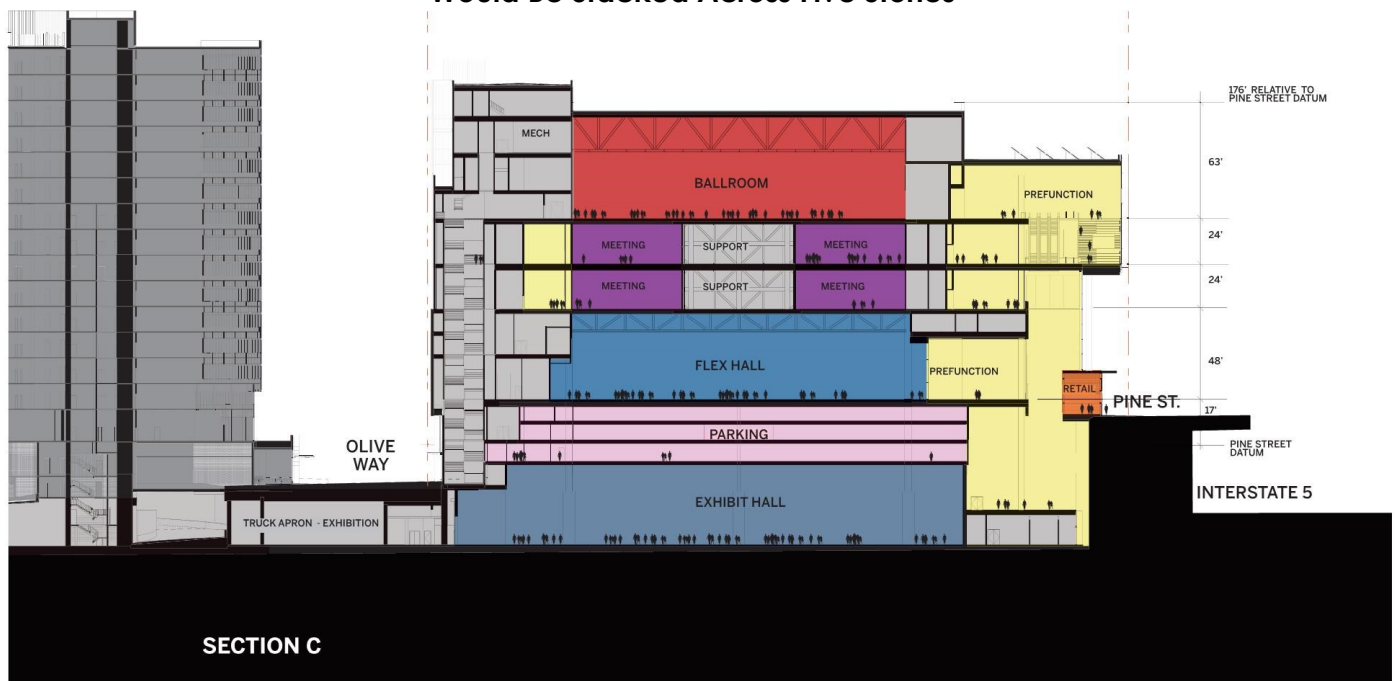 176' RELATIVE TO
PINE STREET DATUM
MECH
63'
BALLROOM
PREFUNCTION
24'
MEETING
SUPPORT
MEETING
24'
MEETING
SUPPORT
MEETING
48'
FLEX HALL
PREFUNCTION
RETAIL
PINE ST.
17'
PARKING
OLIVE
WAY
PINE STREET
DATUM
INTERSTATE 5
EXHIBIT HALL
TRUCK APRON - EXHIBITION
SECTION C